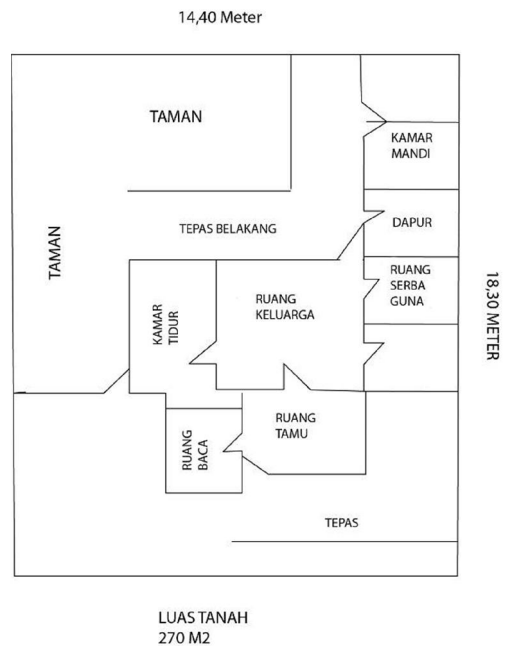 14,40 Meter
TAMAN
KAMAR
MANDI
TEPAS BELAKANG
DAPUR
TAMAN
RUANG
SERBA
GUNA
RUANG
KELUARGA
KAMAR
TIDUR
18,30 METER
RUANG
TAMU
RUANG
BACA
TEPAS
LUAS TANAH
270 M2